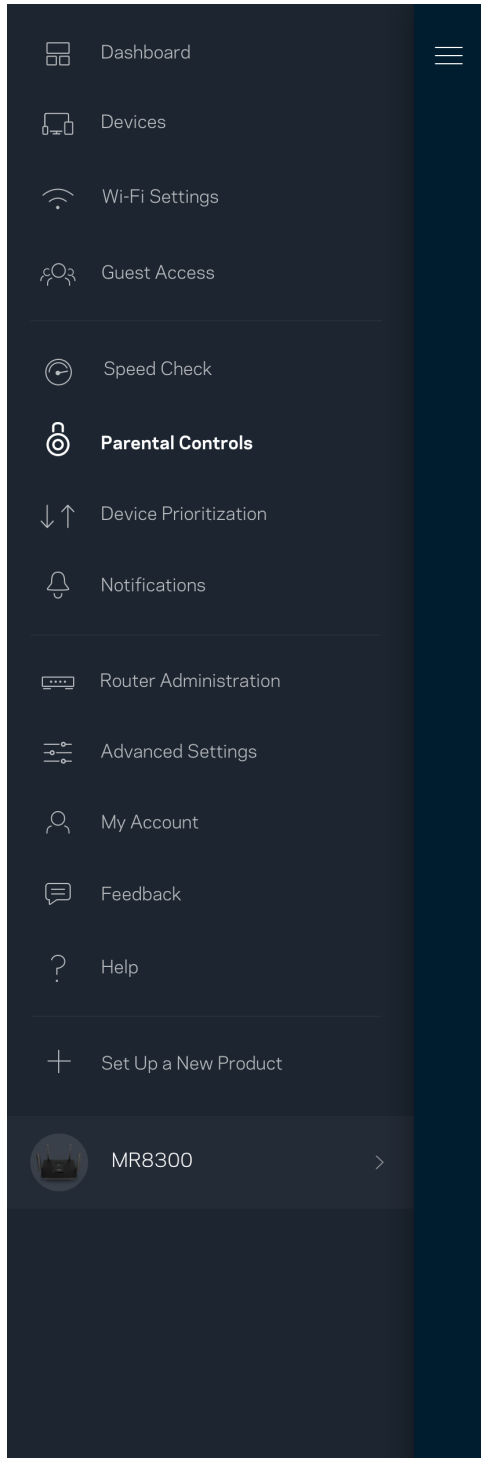 Dashboard
Devices
Wi-Fi Settings
Guest Access
Speed Check
Parental Controls
Device Prioritization
Notifications
Router Administration
Advanced Settings
My Account
Feedback
Help
Set Up a New Product
MR8300